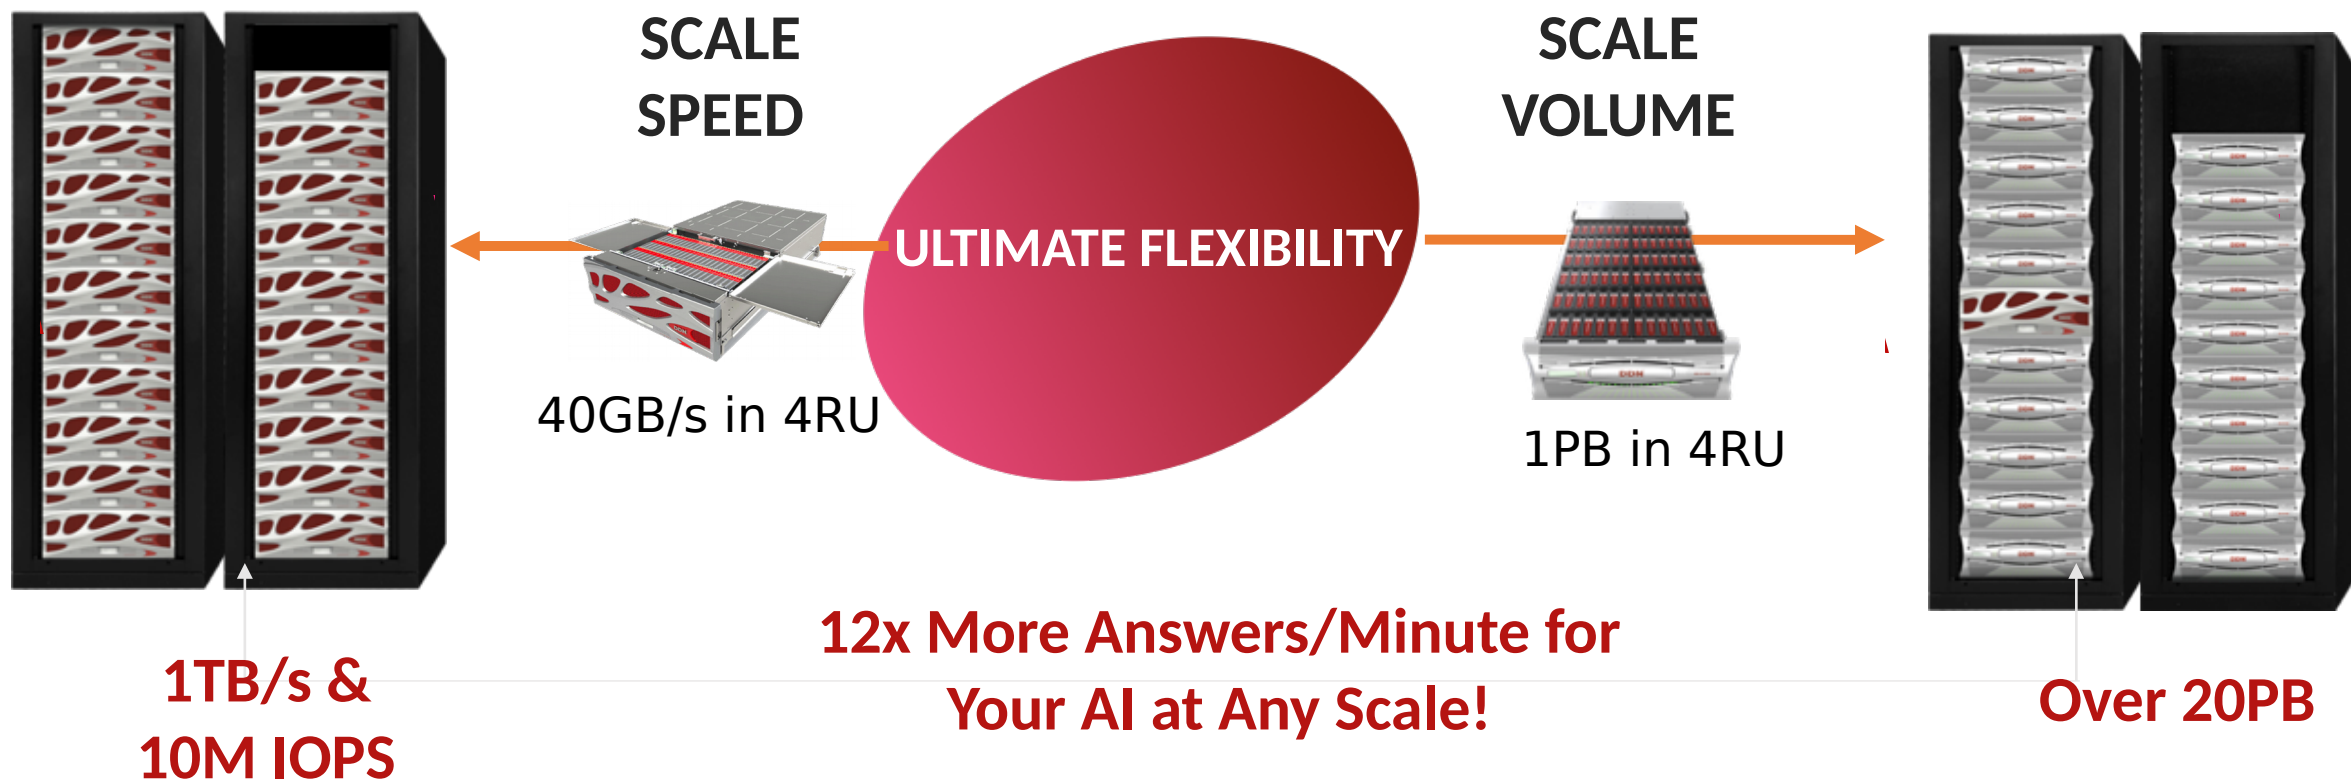 SCALE
SPEED
SCALE
VOLUME
ULTIMATE FLEXIBILITY
40GB/s in 4RU
DDN
1PB in 4RU
12x More Answers/Minute for
Your AI at Any Scale!
1TB/s &
10M IOPS
Over 20PB